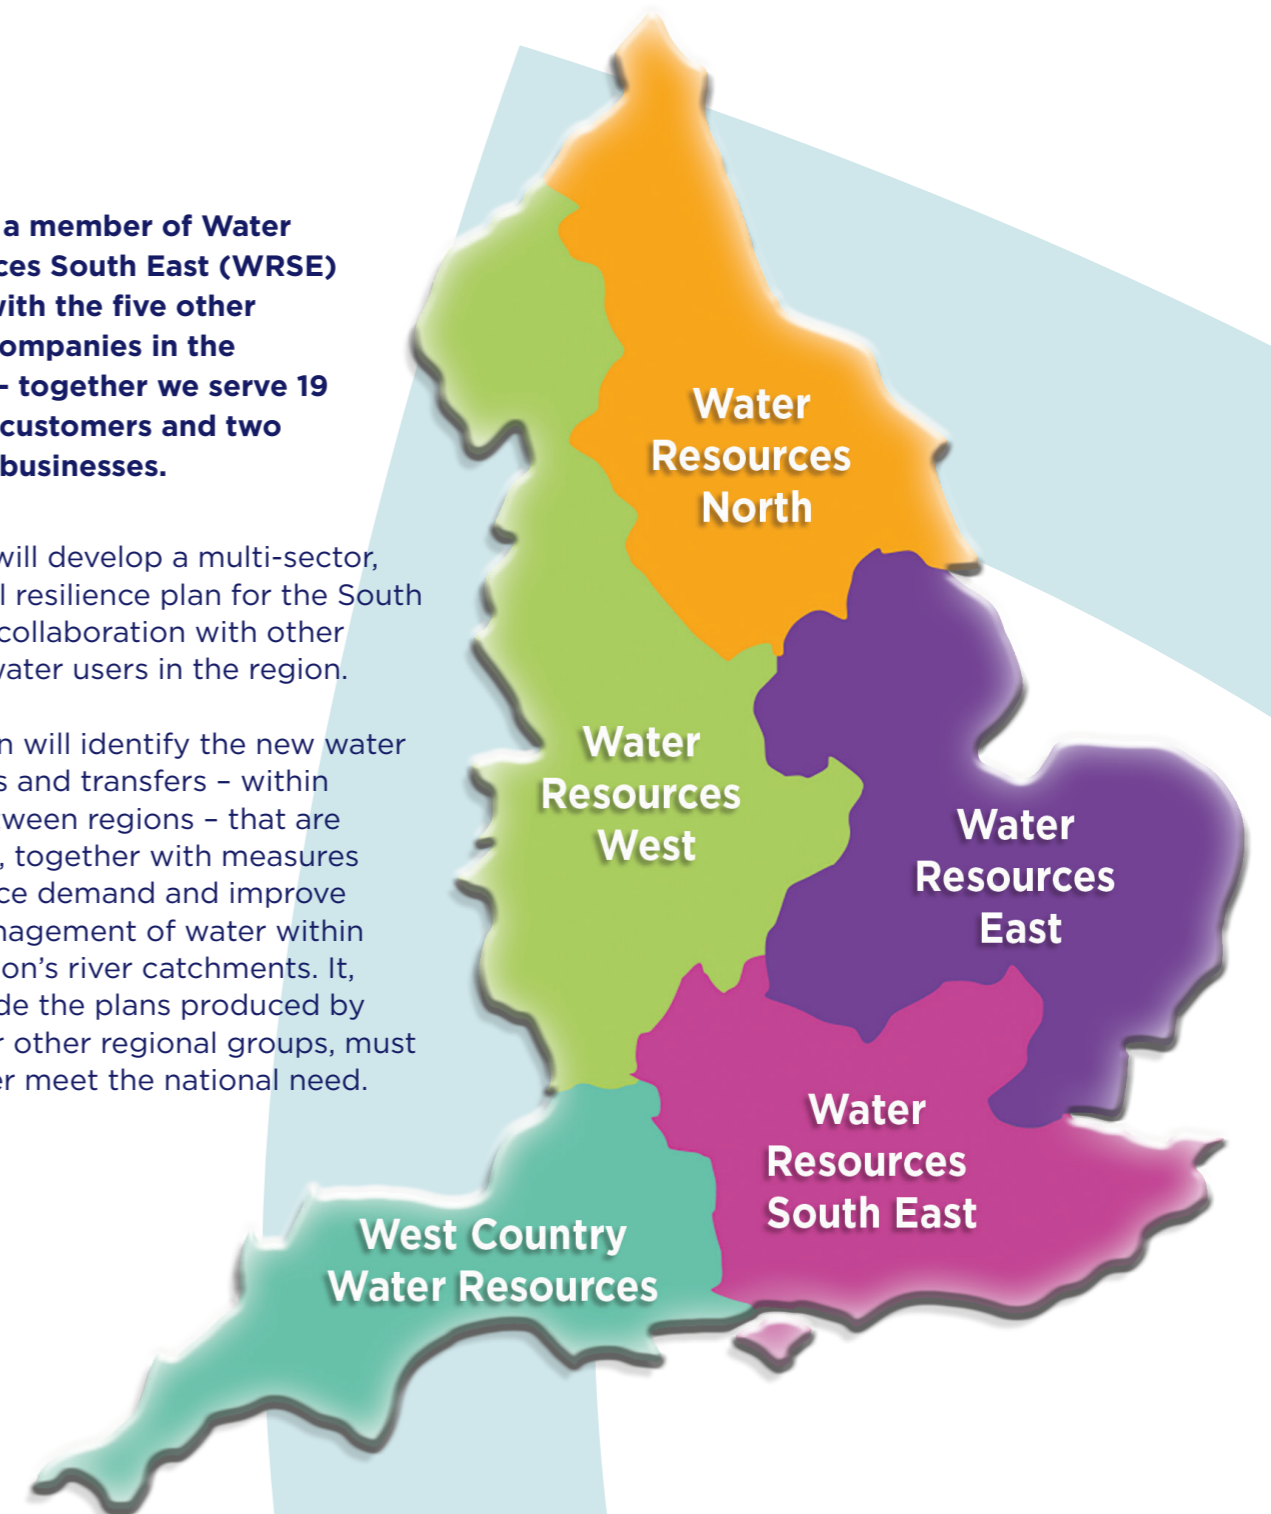 a member of Water
ces South East (WRSE)
with the five other
ompanies in the
– together we serve 19
customers and two
businesses.
will develop a multi-sector,
l resilience plan for the South
collaboration with other
water users in the region.
n will identify the new water
s and transfers – within
tween regions – that are
, together with measures
ce demand and improve
nagement of water within
on’s river catchments. It,
de the plans produced by
r other regional groups, must
er meet the national need.
Water
Resources
North
Water
Resources
West
Water
Resources
East
Water
Resources
South East
West Country
Water Resources